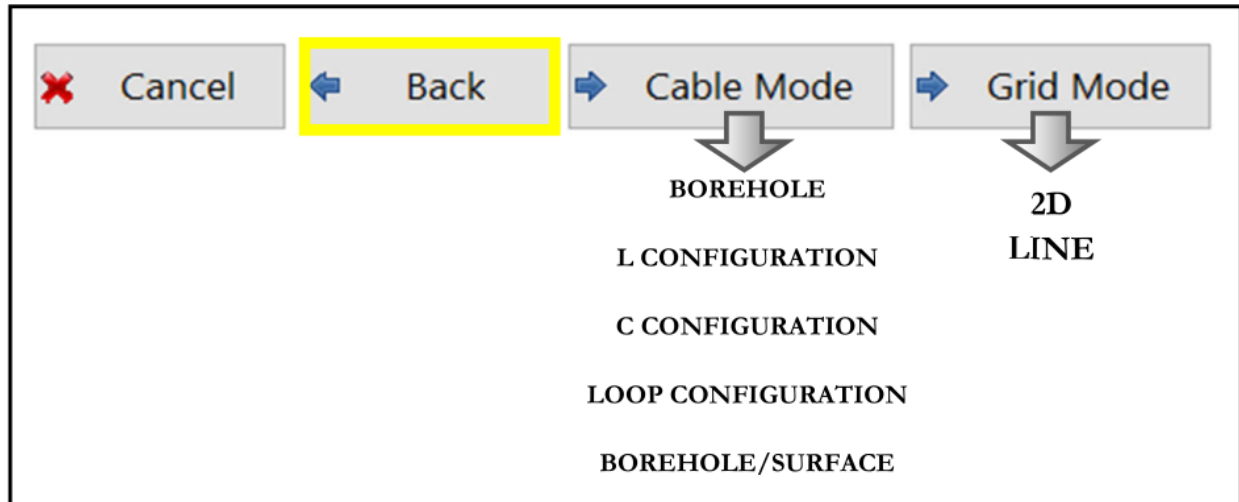 Cancel
Back
Cable Mode
Grid Mode
BOREHOLE
L CONFIGURATION
C CONFIGURATION
LOOP CONFIGURATION
BOREHOLE/SURFACE
2D
LINE